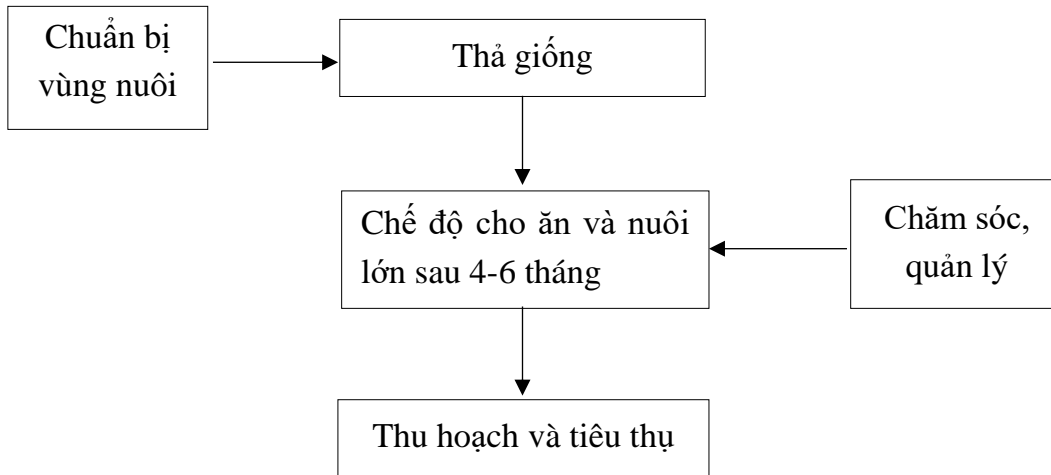 Chuẩn bị
vùng nuôi
Thả giống
Chế độ cho ăn và nuôi
lớn sau 4-6 tháng
Chăm sóc,
quản lý
Thu hoạch và tiêu thụ